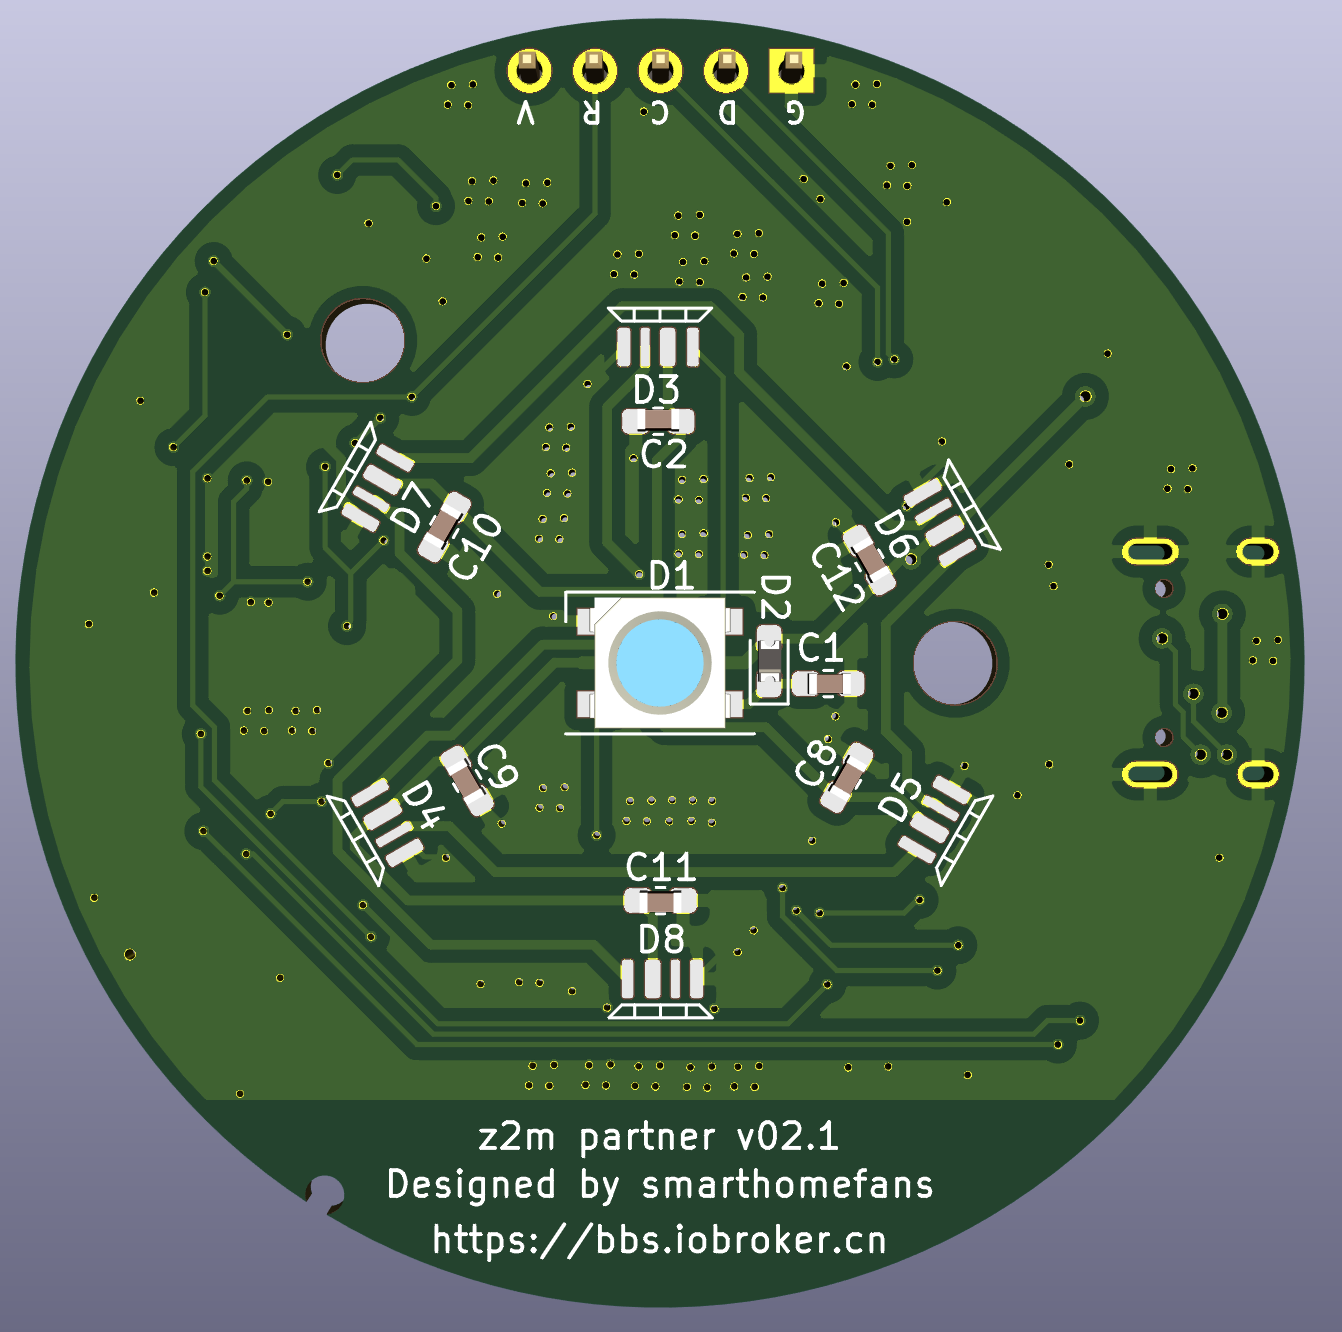 V R C D G
D3
C2
D7
C10
D6
C12
D1
D2
C1
C9
D4
C8
D5
C11
D8
z2m partner v02.1
Designed by smarthomefans
https://bbs.iobroker.cn